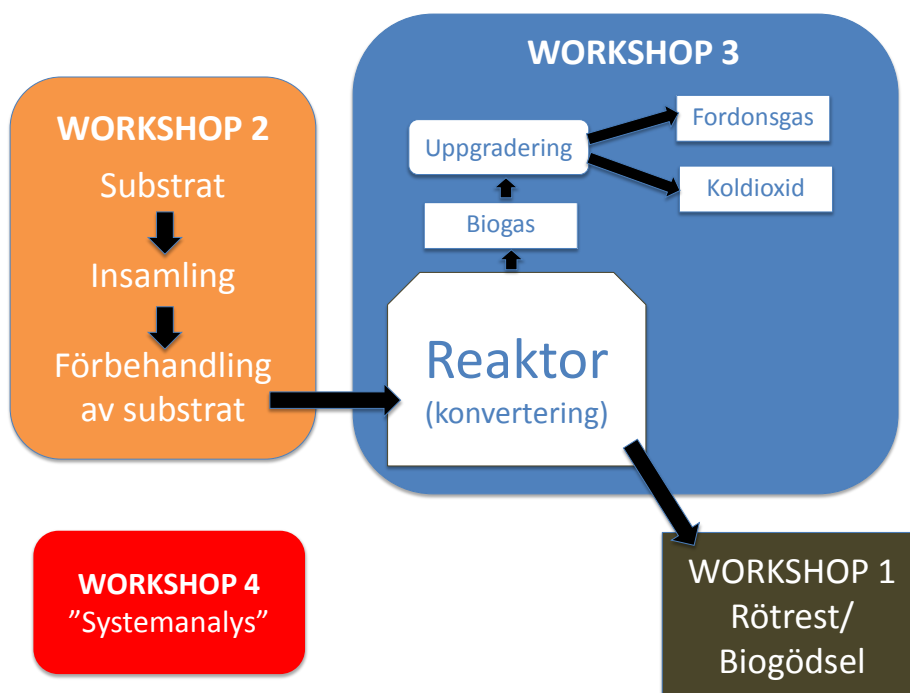 WORKSHOP 2
Substrat
Insamling
Förbehandling
av substrat
WORKSHOP 3
Uppgradering
Fordonsgas
Koldioxid
Biogas
Reaktor
(konvertering)
WORKSHOP 4
”Systemanalys”
WORKSHOP 1
Rötrest/
Biogödsel